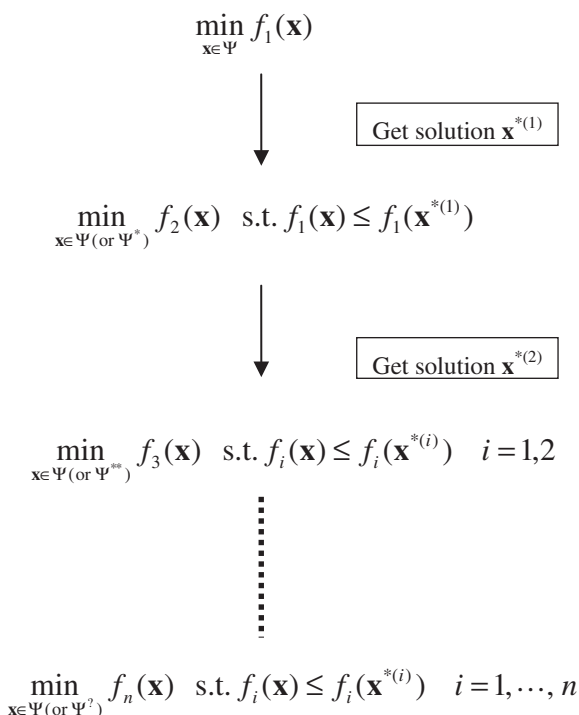 min f₁(x)
x∈Ψ
Get solution x*⁽¹⁾
min f₂(x) s.t. f₁(x) ≤ f₁(x*⁽¹⁾)
x∈Ψ(or Ψ*)
Get solution x*⁽²⁾
min f₃(x) s.t. fᵢ(x) ≤ fᵢ(x*⁽ⁱ⁾) i = 1,2
x∈Ψ(or Ψ**)
min fₙ(x) s.t. fᵢ(x) ≤ fᵢ(x*⁽ⁱ⁾) i = 1,⋯, n
x∈Ψ(or Ψ?)